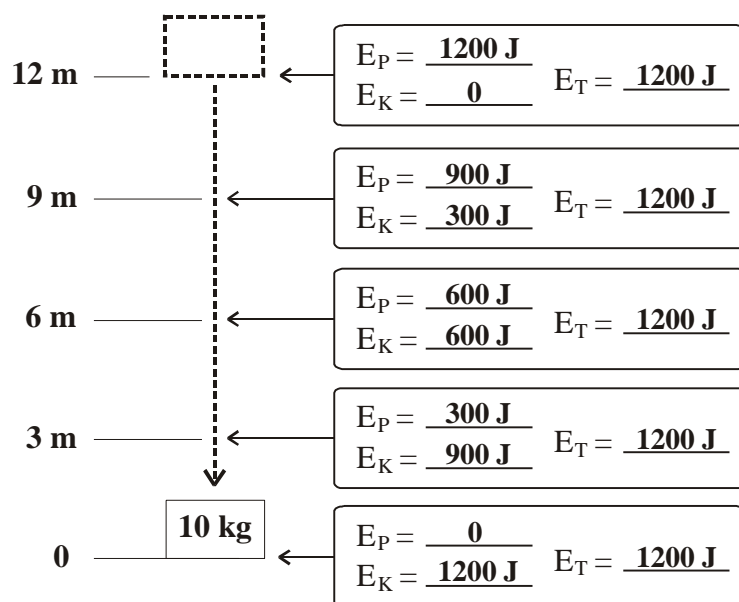 12 m
E_P = 1200 J
E_K = 0
E_T = 1200 J
9 m
E_P = 900 J
E_K = 300 J
E_T = 1200 J
6 m
E_P = 600 J
E_K = 600 J
E_T = 1200 J
3 m
E_P = 300 J
E_K = 900 J
E_T = 1200 J
0
10 kg
E_P = 0
E_K = 1200 J
E_T = 1200 J